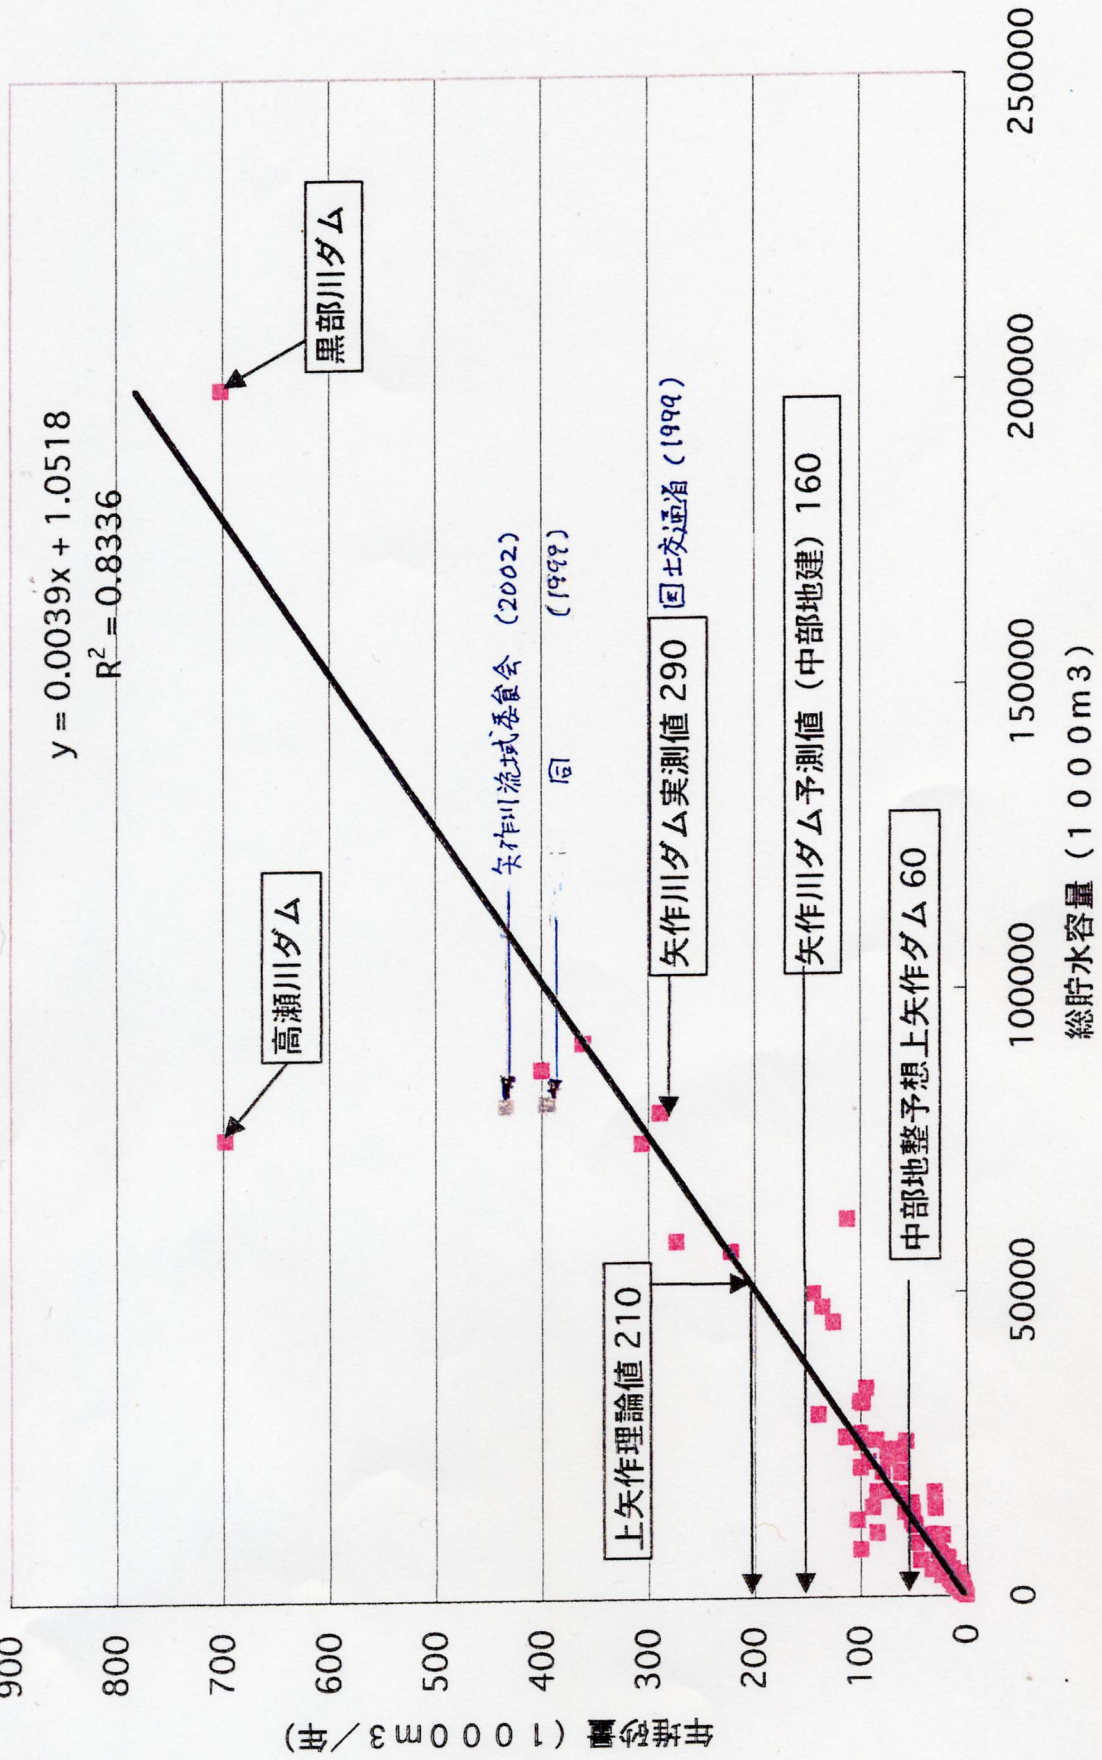 y = 0.0039x + 1.0518
R² = 0.8336
黒部川ダム
高瀬川ダム
矢作川流域委員会 (2002)
同 (1999)
矢作川ダム実測値 290
国土交通省 (1999)
矢作川ダム予測値（中部地建）160
中部地整予想上矢作ダム 60
上矢作理論値 210
年堆砂量（1000m3／年）
900
800
700
600
500
400
300
200
100
0
0
50000
100000
150000
200000
250000
総貯水容量（1000m3）